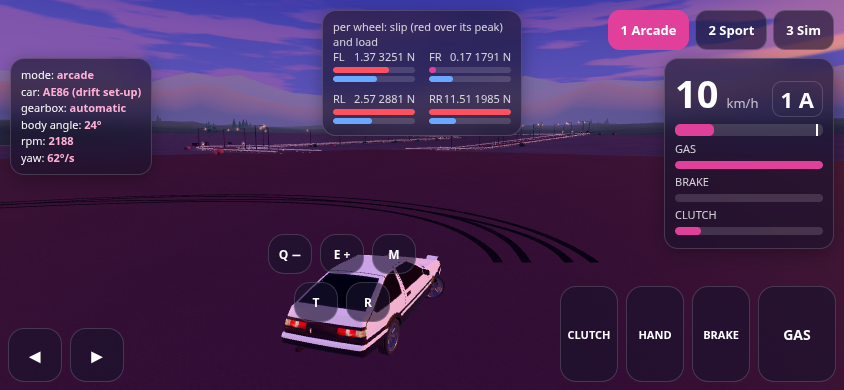 per wheel: slip (red over its peak)
and load
FL 1.37 3251 N FR 0.17 1791 N
RL 2.57 2881 N RR 11.51 1985 N
1 Arcade
2 Sport
3 Sim
mode: arcade
car: AE86 (drift set-up)
gearbox: automatic
body angle: 24°
rpm: 2188
yaw: 62°/s
10 km/h 1 A
GAS
BRAKE
CLUTCH
Q − E + M
T R
◀ ▶
CLUTCH HAND BRAKE GAS